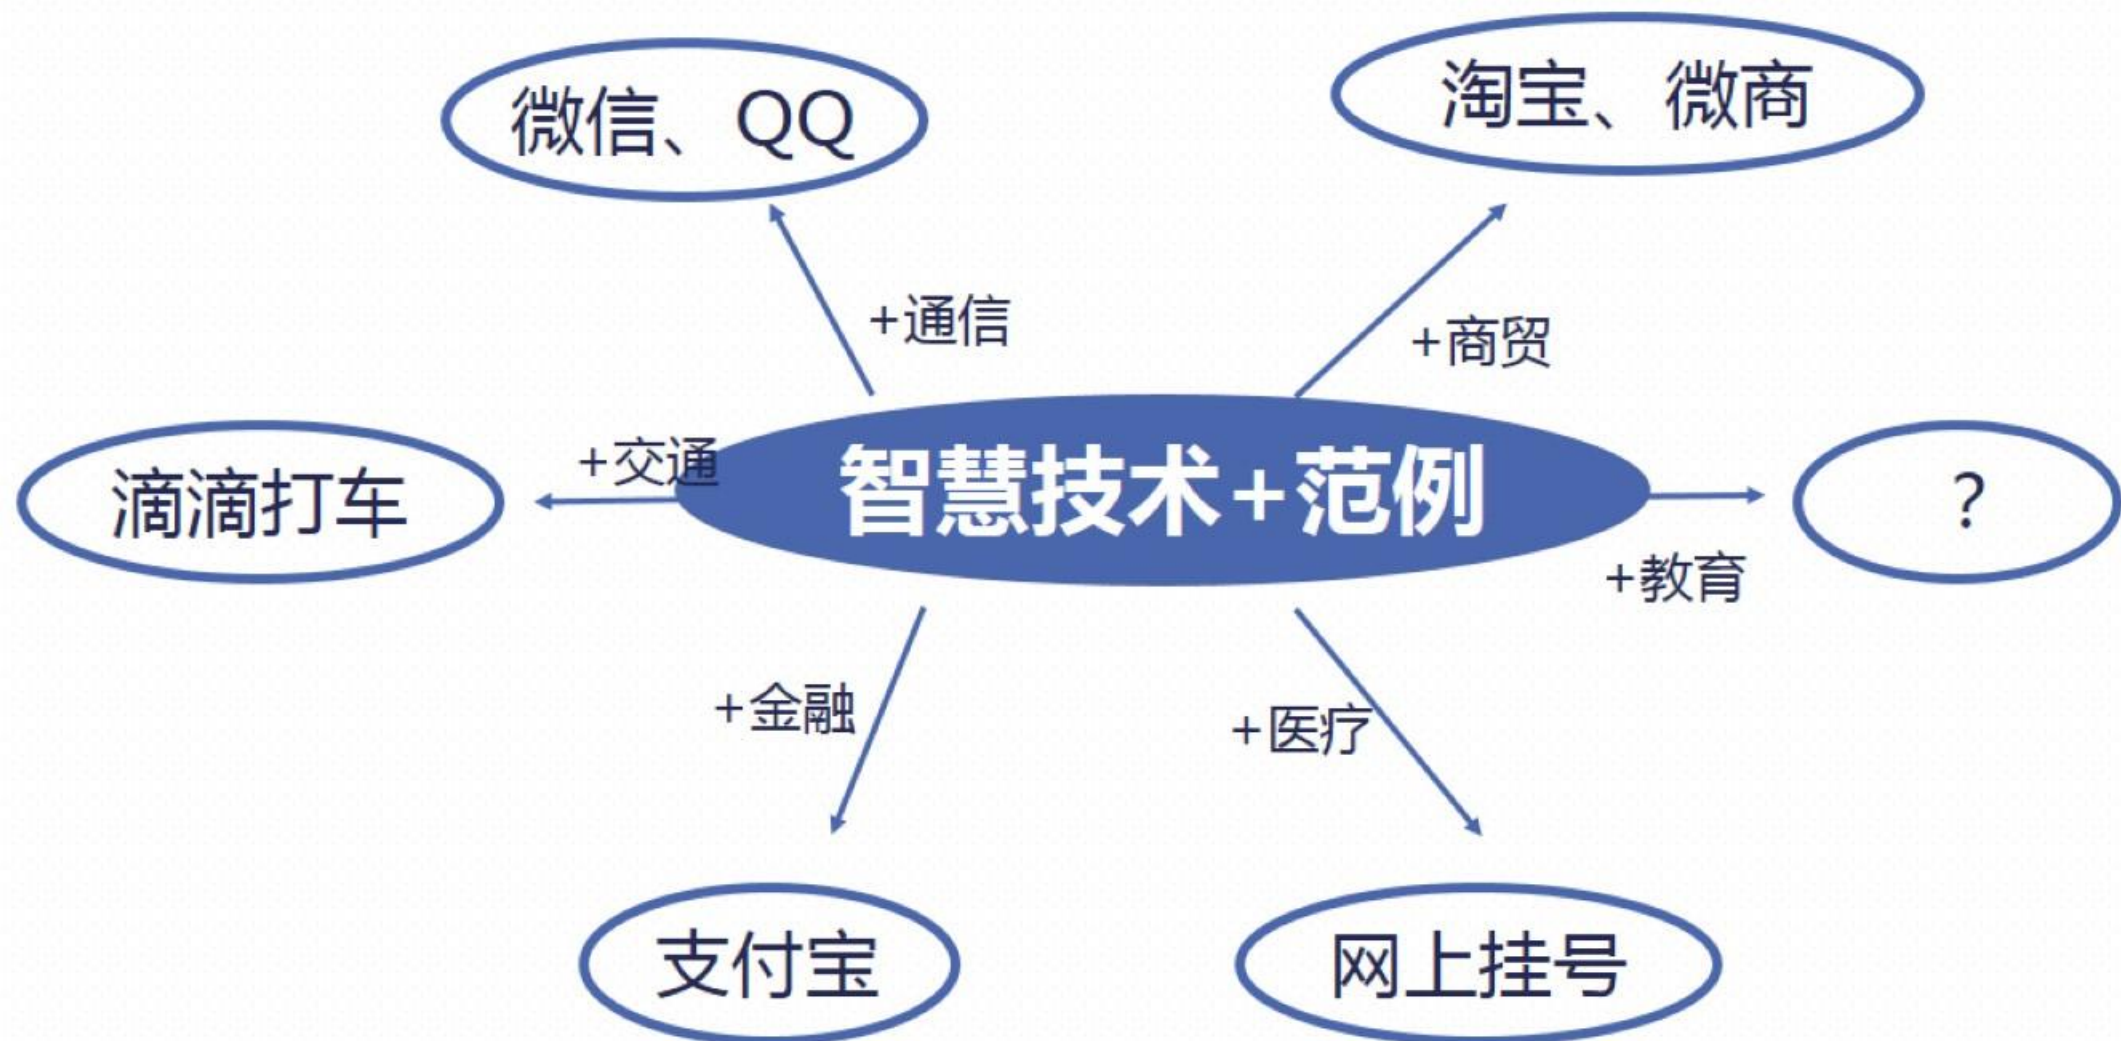 微信、QQ
淘宝、微商
+通信
+商贸
滴滴打车
+交通
智慧技术+范例
?
+教育
+金融
+医疗
支付宝
网上挂号